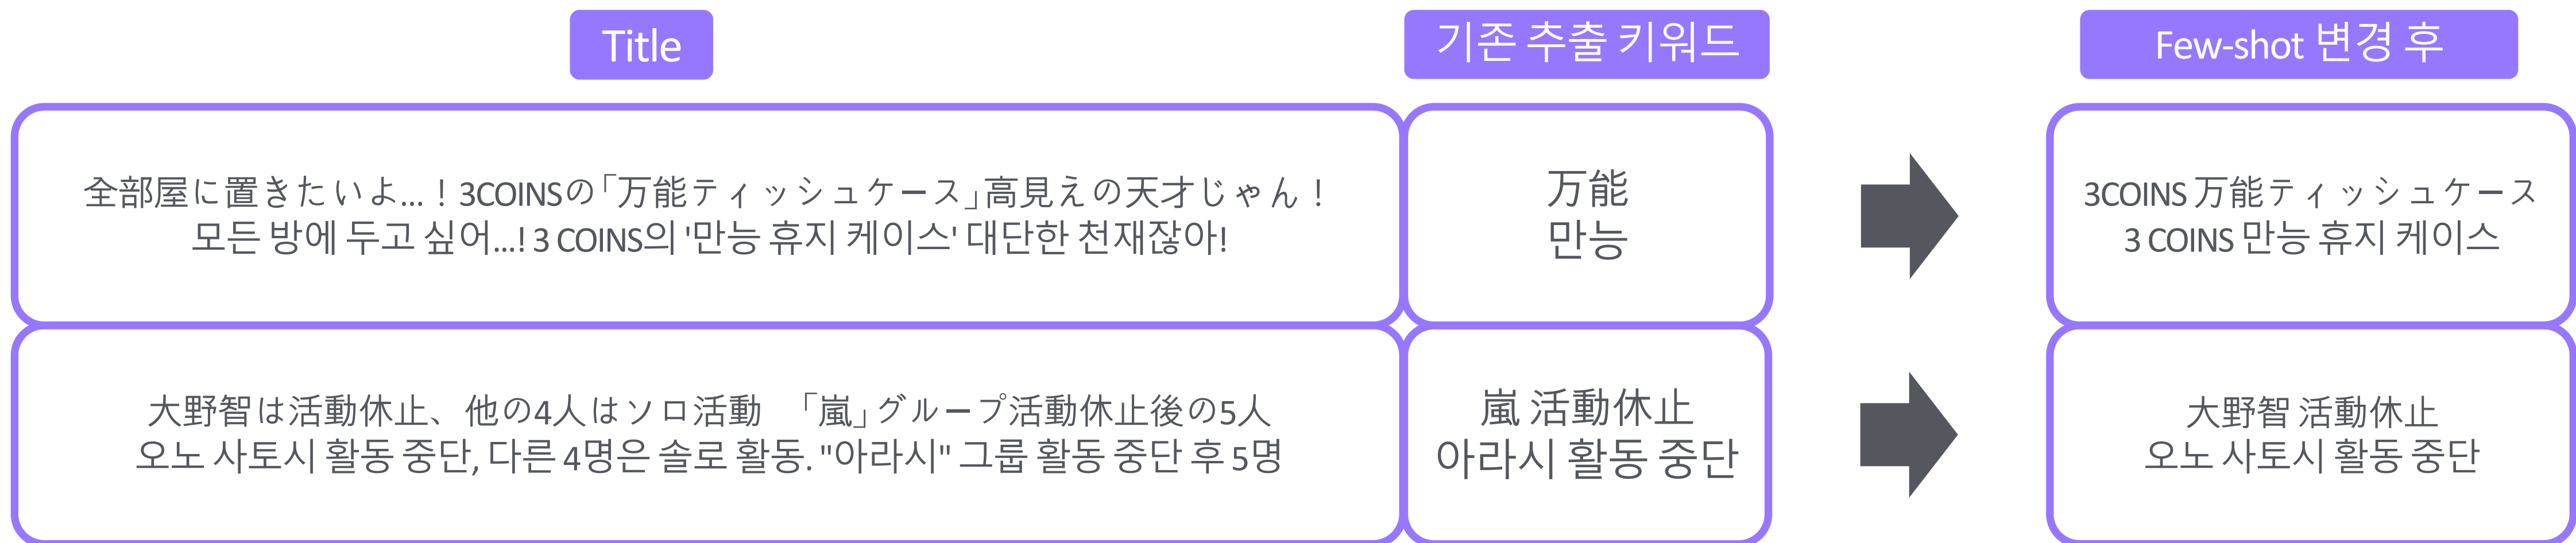 Title
기존 추출 키워드
Few-shot 변경 후
全部屋に置きたいよ...！3COINSの「万能ティッシュケース」高見えの天才じゃん！
모든 방에 두고 싶어...! 3 COINS의 '만능 휴지 케이스' 대단한 천재잖아!
万能
만능
3COINS 万能ティッシュケース
3 COINS 만능 휴지 케이스
大野智は活動休止、他の4人はソロ活動　「嵐」グループ活動休止後の5人
오노 사토시 활동 중단, 다른 4명은 솔로 활동. "아라시" 그룹 활동 중단 후 5명
嵐 活動休止
아라시 활동 중단
大野智 活動休止
오노 사토시 활동 중단